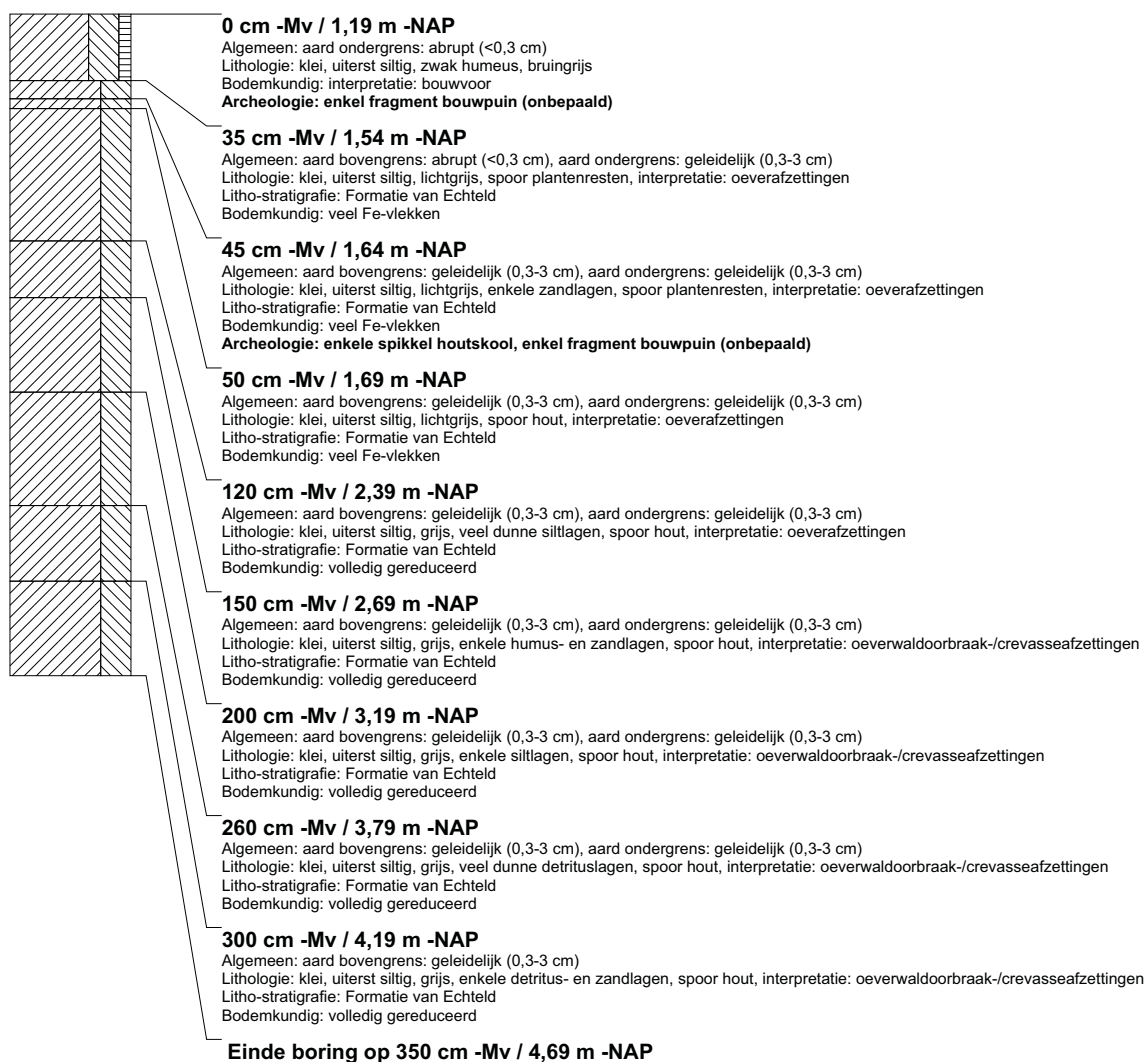 0 cm -Mv / 1,19 m -NAP
Algemeen: aard ondergrens: abrupt (<0,3 cm)
Lithologie: klei, uiterst siltig, zwak humeus, bruingrijs
Bodemkundig: interpretatie: bouwvoor
Archeologie: enkel fragment bouwpuin (onbepaald)
35 cm -Mv / 1,54 m -NAP
Algemeen: aard bovengrens: abrupt (<0,3 cm), aard ondergrens: geleidelijk (0,3-3 cm)
Lithologie: klei, uiterst siltig, lichtgrijs, spoor plantenresten, interpretatie: oeverafzettingen
Litho-stratigrafie: Formatie van Echteld
Bodemkundig: veel Fe-vlekken
45 cm -Mv / 1,64 m -NAP
Algemeen: aard bovengrens: geleidelijk (0,3-3 cm), aard ondergrens: geleidelijk (0,3-3 cm)
Lithologie: klei, uiterst siltig, lichtgrijs, enkele zandlagen, spoor plantenresten, interpretatie: oeverafzettingen
Litho-stratigrafie: Formatie van Echteld
Bodemkundig: veel Fe-vlekken
Archeologie: enkele spikkel houtskool, enkel fragment bouwpuin (onbepaald)
50 cm -Mv / 1,69 m -NAP
Algemeen: aard bovengrens: geleidelijk (0,3-3 cm), aard ondergrens: geleidelijk (0,3-3 cm)
Lithologie: klei, uiterst siltig, lichtgrijs, spoor hout, interpretatie: oeverafzettingen
Litho-stratigrafie: Formatie van Echteld
Bodemkundig: veel Fe-vlekken
120 cm -Mv / 2,39 m -NAP
Algemeen: aard bovengrens: geleidelijk (0,3-3 cm), aard ondergrens: geleidelijk (0,3-3 cm)
Lithologie: klei, uiterst siltig, grijs, veel dunne siltlagen, spoor hout, interpretatie: oeverafzettingen
Litho-stratigrafie: Formatie van Echteld
Bodemkundig: volledig gereduceerd
150 cm -Mv / 2,69 m -NAP
Algemeen: aard bovengrens: geleidelijk (0,3-3 cm), aard ondergrens: geleidelijk (0,3-3 cm)
Lithologie: klei, uiterst siltig, grijs, enkele humus- en zandlagen, spoor hout, interpretatie: oeverwaldoorbraak-/crevasseafzettingen
Litho-stratigrafie: Formatie van Echteld
Bodemkundig: volledig gereduceerd
200 cm -Mv / 3,19 m -NAP
Algemeen: aard bovengrens: geleidelijk (0,3-3 cm), aard ondergrens: geleidelijk (0,3-3 cm)
Lithologie: klei, uiterst siltig, grijs, enkele siltlagen, spoor hout, interpretatie: oeverwaldoorbraak-/crevasseafzettingen
Litho-stratigrafie: Formatie van Echteld
Bodemkundig: volledig gereduceerd
260 cm -Mv / 3,79 m -NAP
Algemeen: aard bovengrens: geleidelijk (0,3-3 cm), aard ondergrens: geleidelijk (0,3-3 cm)
Lithologie: klei, uiterst siltig, grijs, veel dunne detrituslagen, spoor hout, interpretatie: oeverwaldoorbraak-/crevasseafzettingen
Litho-stratigrafie: Formatie van Echteld
Bodemkundig: volledig gereduceerd
300 cm -Mv / 4,19 m -NAP
Algemeen: aard bovengrens: geleidelijk (0,3-3 cm)
Lithologie: klei, uiterst siltig, grijs, enkele detritus- en zandlagen, spoor hout, interpretatie: oeverwaldoorbraak-/crevasseafzettingen
Litho-stratigrafie: Formatie van Echteld
Bodemkundig: volledig gereduceerd
Einde boring op 350 cm -Mv / 4,69 m -NAP